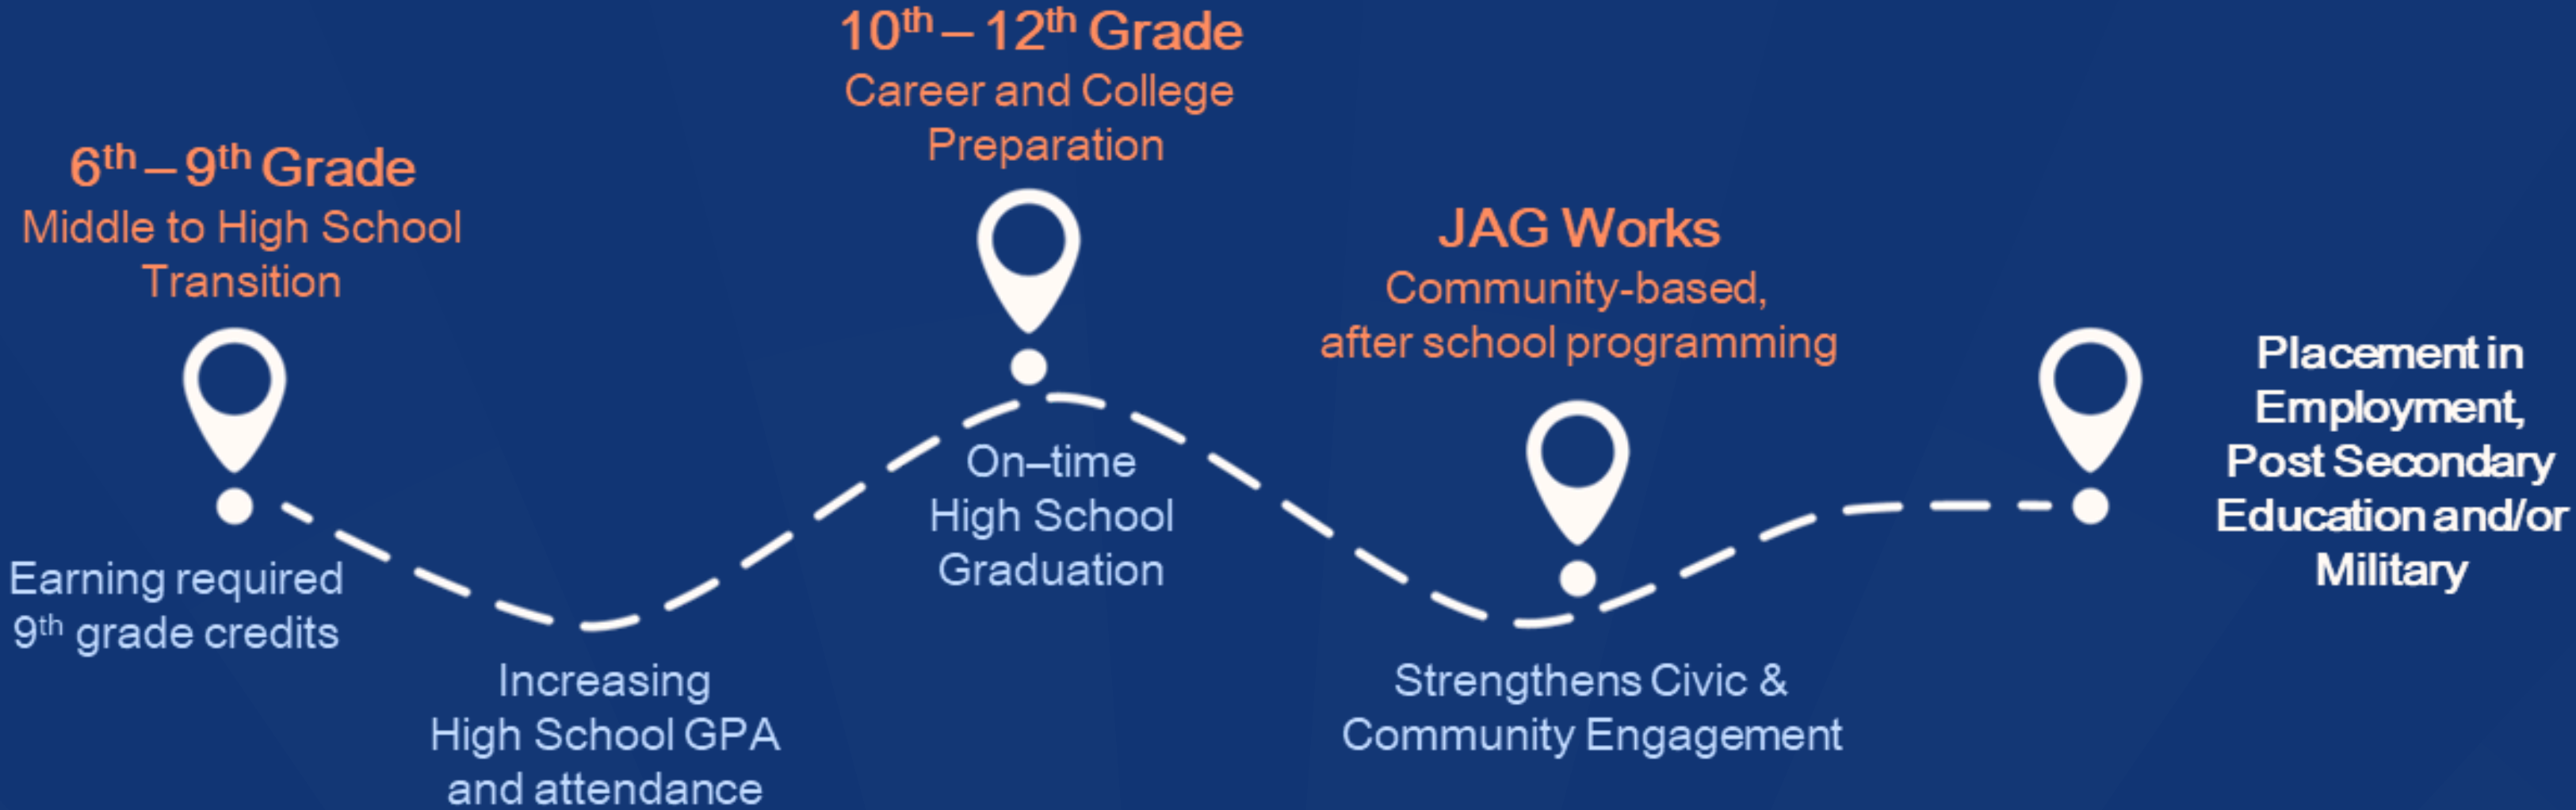 6th – 9th Grade
Middle to High School
Transition
Earning required
9th grade credits
Increasing
High School GPA
and attendance
10th – 12th Grade
Career and College
Preparation
On–time
High School
Graduation
JAG Works
Community-based,
after school programming
Strengthens Civic &
Community Engagement
Placement in
Employment,
Post Secondary
Education and/or
Military